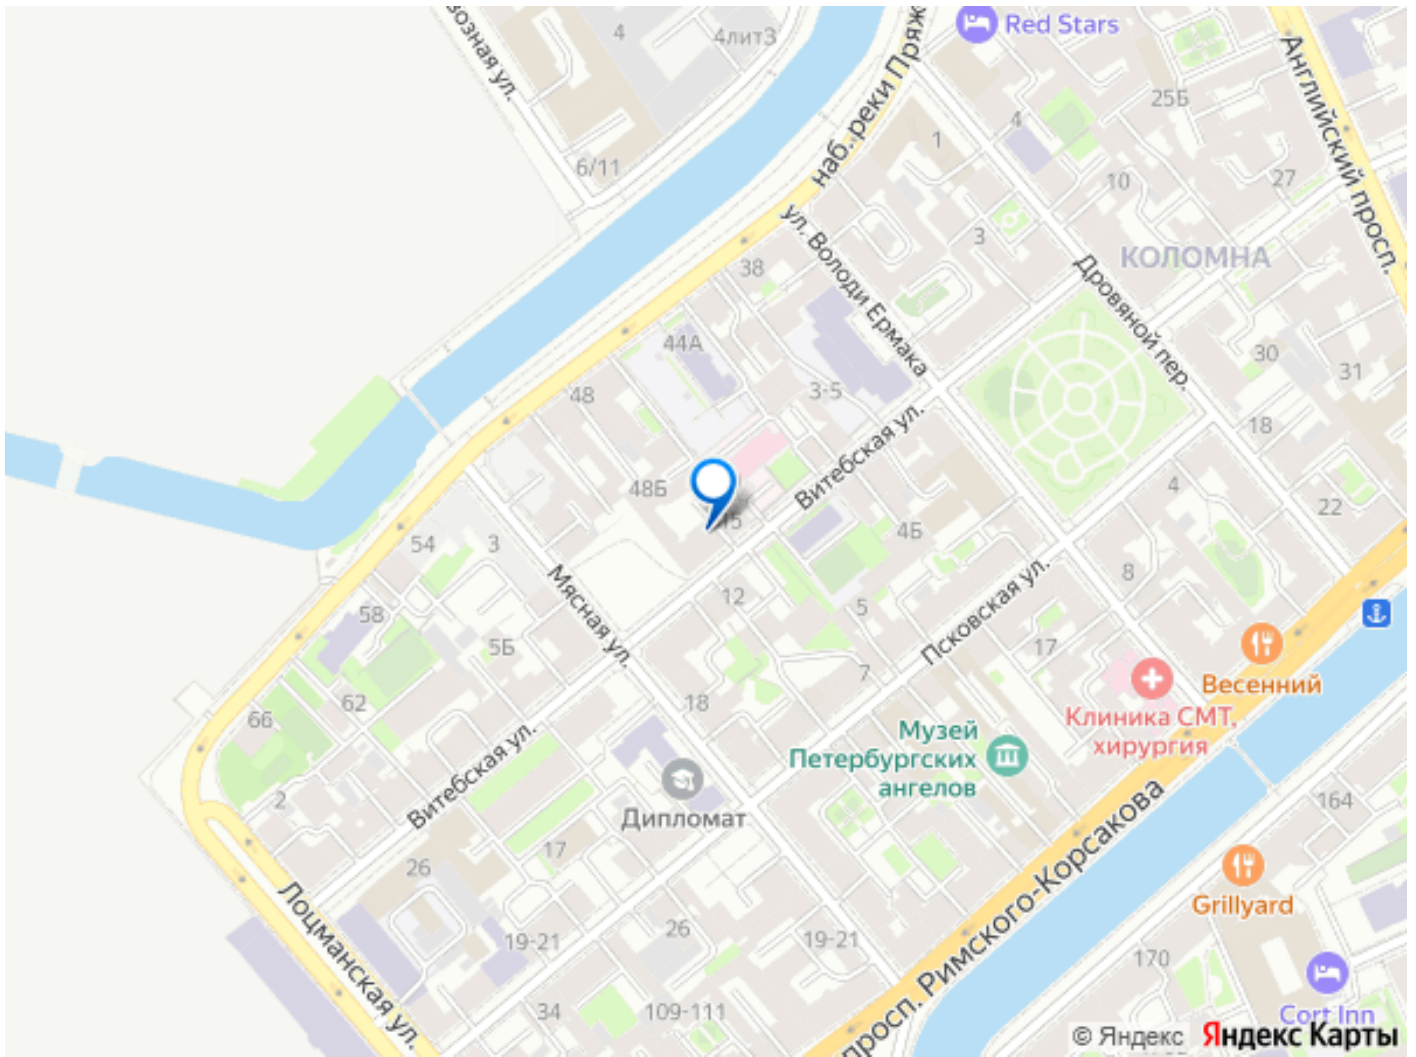 Red Stars
4
4литЗ
возная ул.
наб. реки Пряж
Английский просп.
25Б
4
1
6/11
10
27
ул. Володи Ермака
3
38
КОЛОМНА
Дровяной пер.
44А
30
31
3-5
48
Витебская ул.
18
48Б
4
22
15
4Б
54
3
Мясная ул.
Псковская ул.
8
12
5
58
5Б
17
7
Весенний
62
66
18
Клиника СМТ,
хирургия
Музей
Петербургских
ангелов
Витебская ул.
2
Дипломат
просп. Римского-Корсакова
164
17
26
Grillyard
Лоцманская ул.
19-21
26
19-21
170
34
109-111
Cort Inn
© Яндекс Яндекс Карты